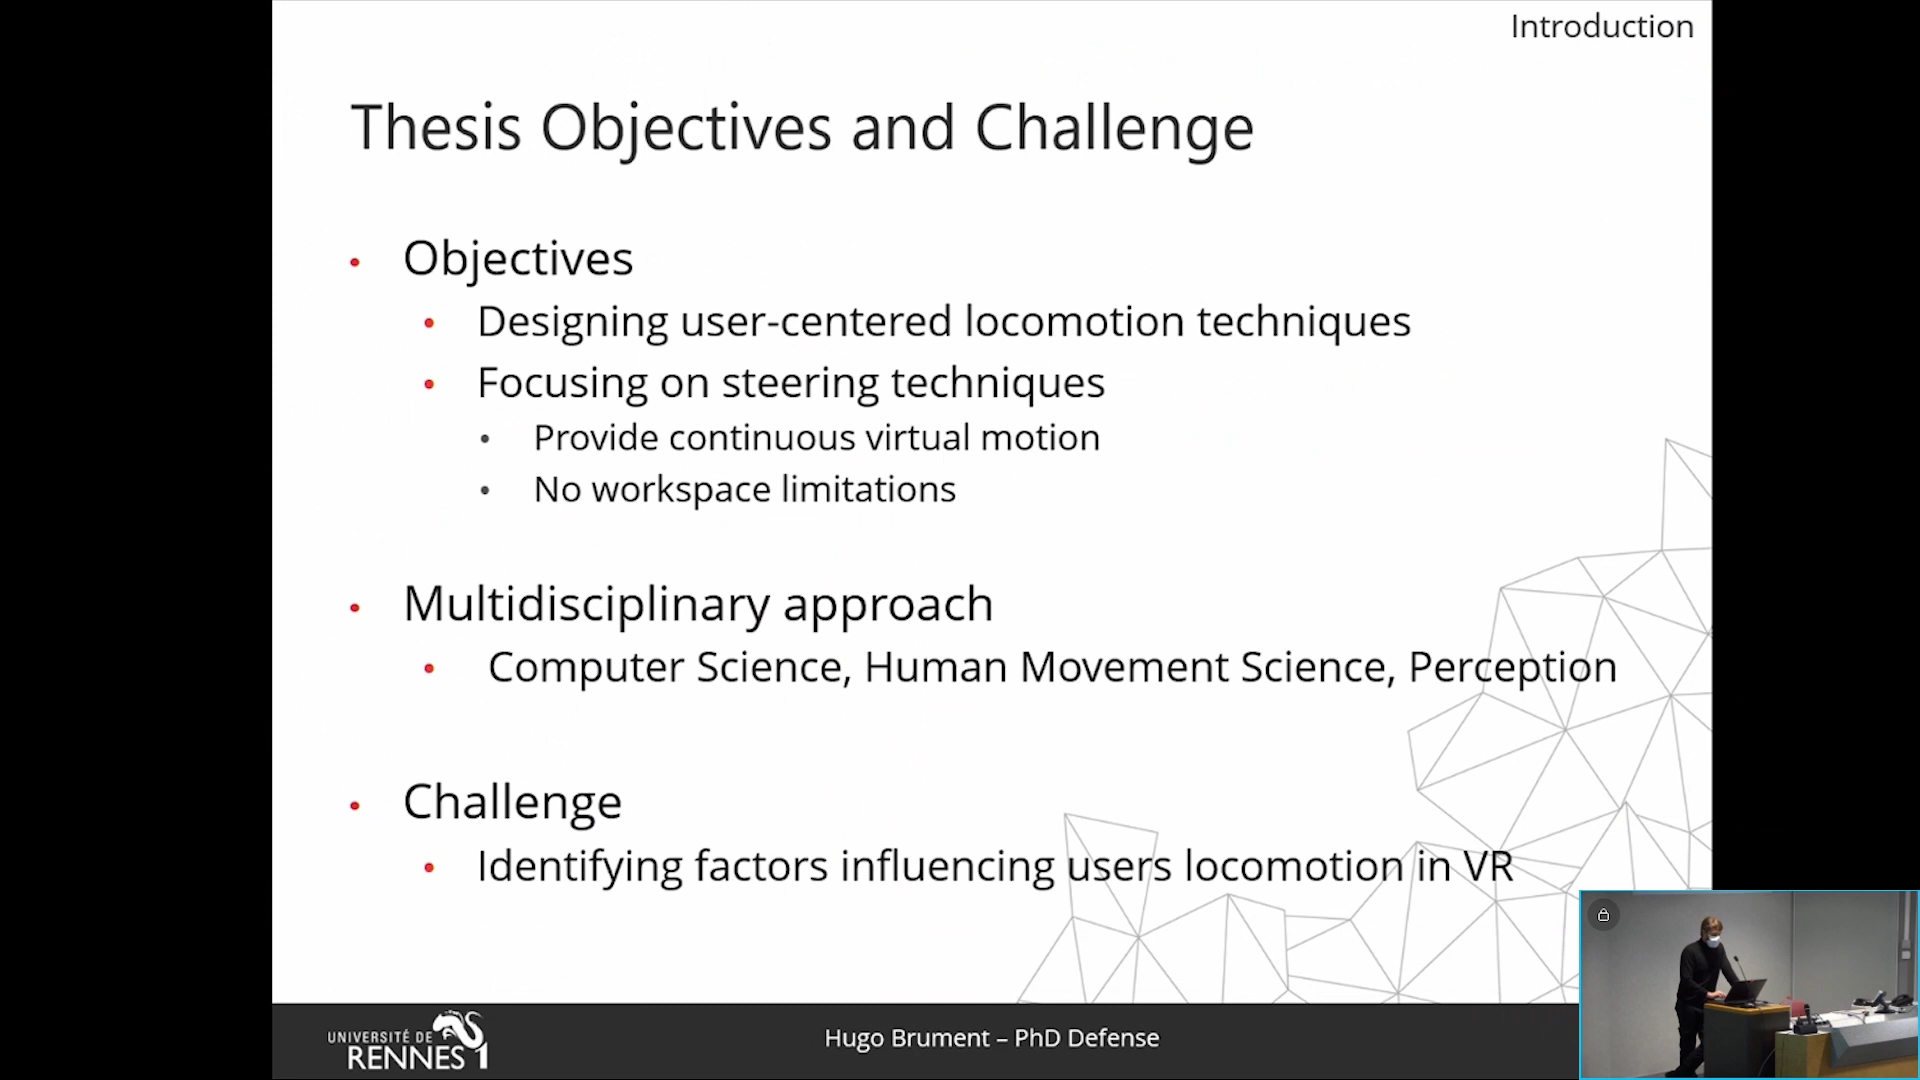 Introduction
Thesis Objectives and Challenge
• Objectives
• Designing user-centered locomotion techniques
• Focusing on steering techniques
• Provide continuous virtual motion
• No workspace limitations
• Multidisciplinary approach
• Computer Science, Human Movement Science, Perception
• Challenge
• Identifying factors influencing users locomotion in VR
UNIVERSITÉ DE
RENNES 1
Hugo Brument – PhD Defense